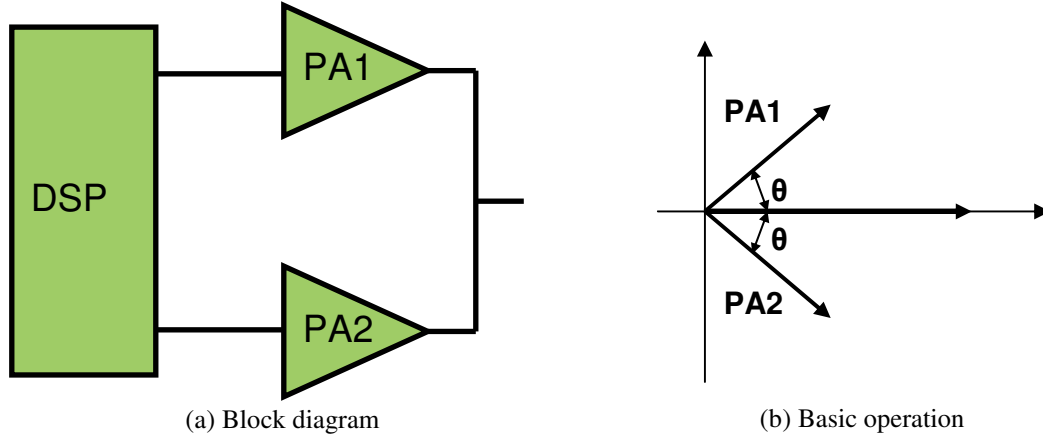 PA1
DSP
PA2
(a) Block diagram
PA1
θ
θ
PA2
(b) Basic operation